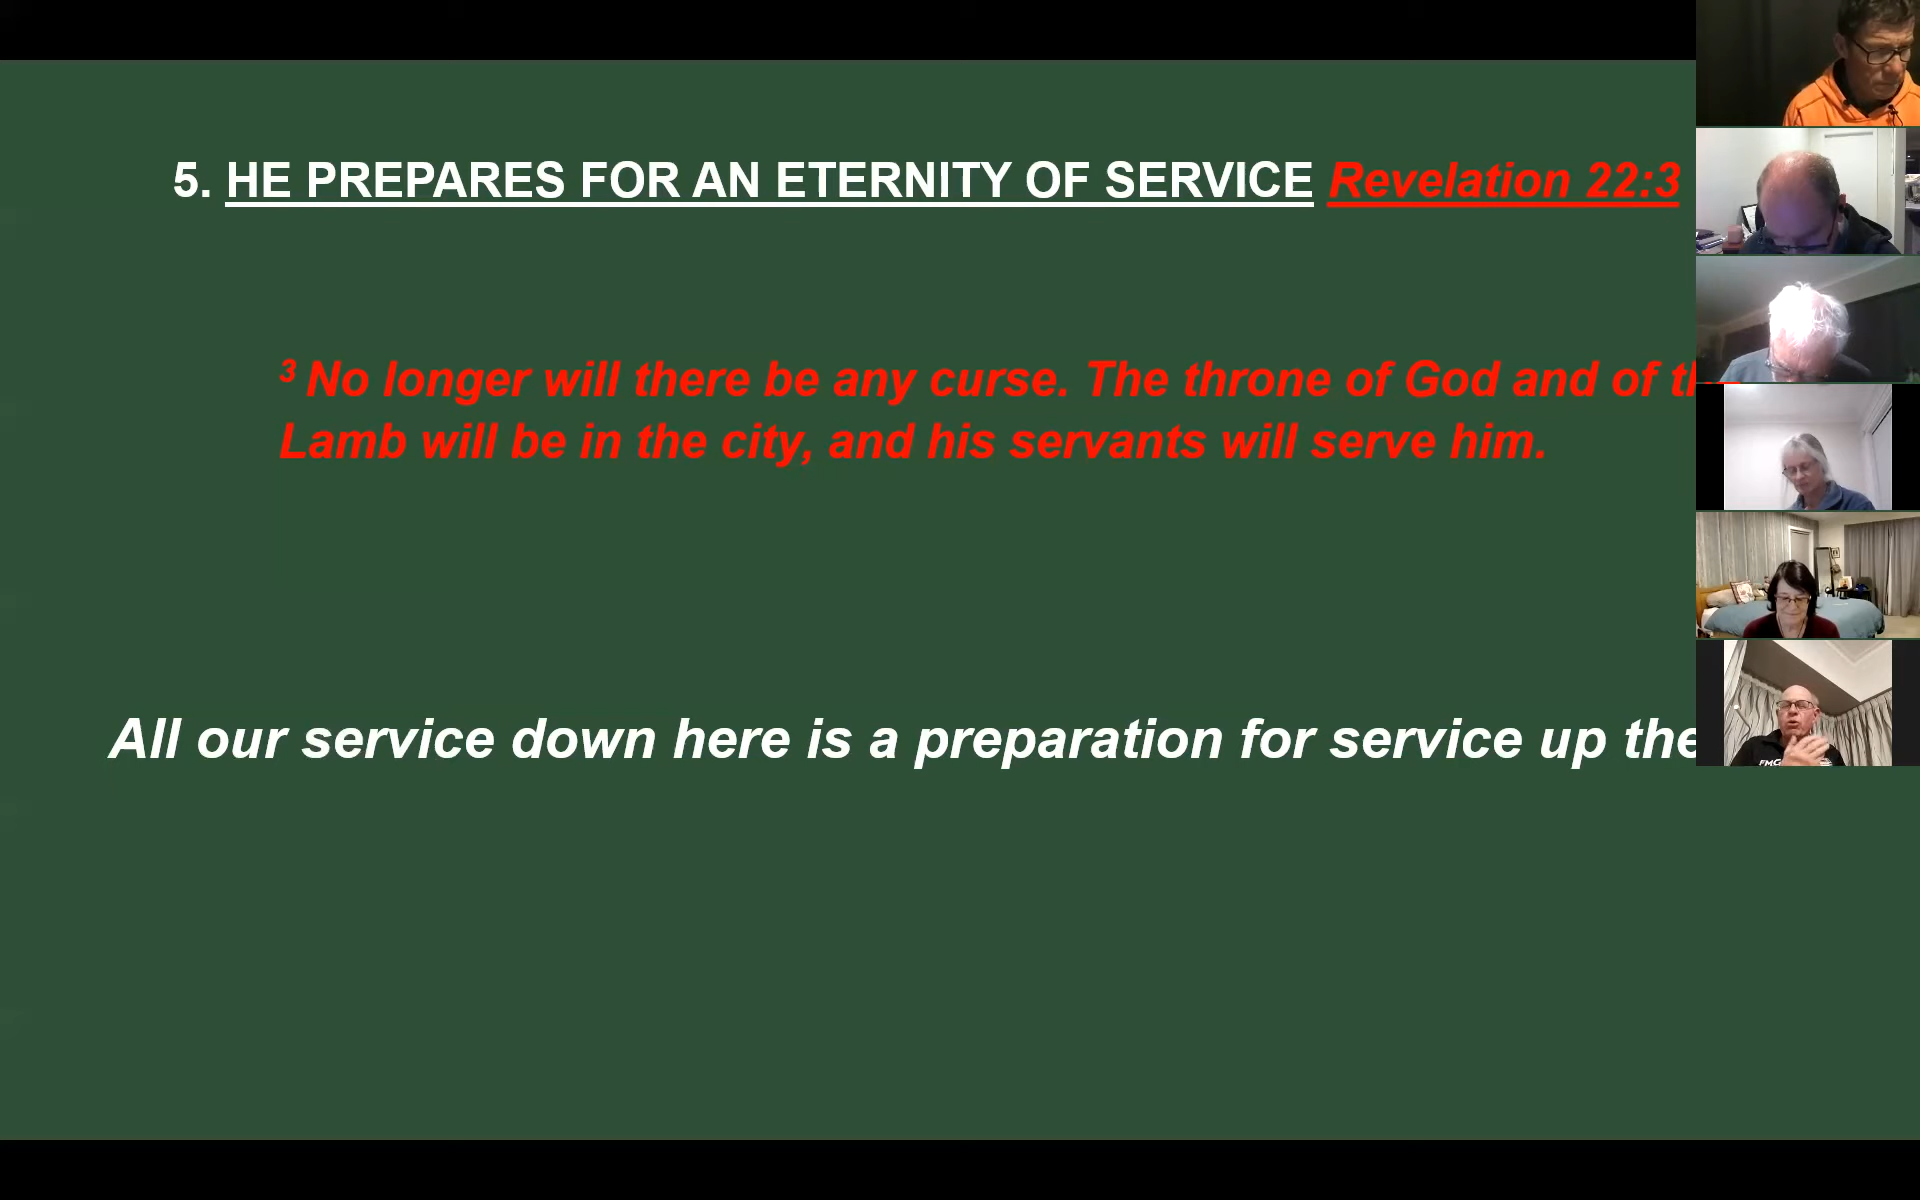 5. HE PREPARES FOR AN ETERNITY OF SERVICE Revelation 22:3
3 No longer will there be any curse. The throne of God and of
Lamb will be in the city, and his servants will serve him.
All our service down here is a preparation for service up